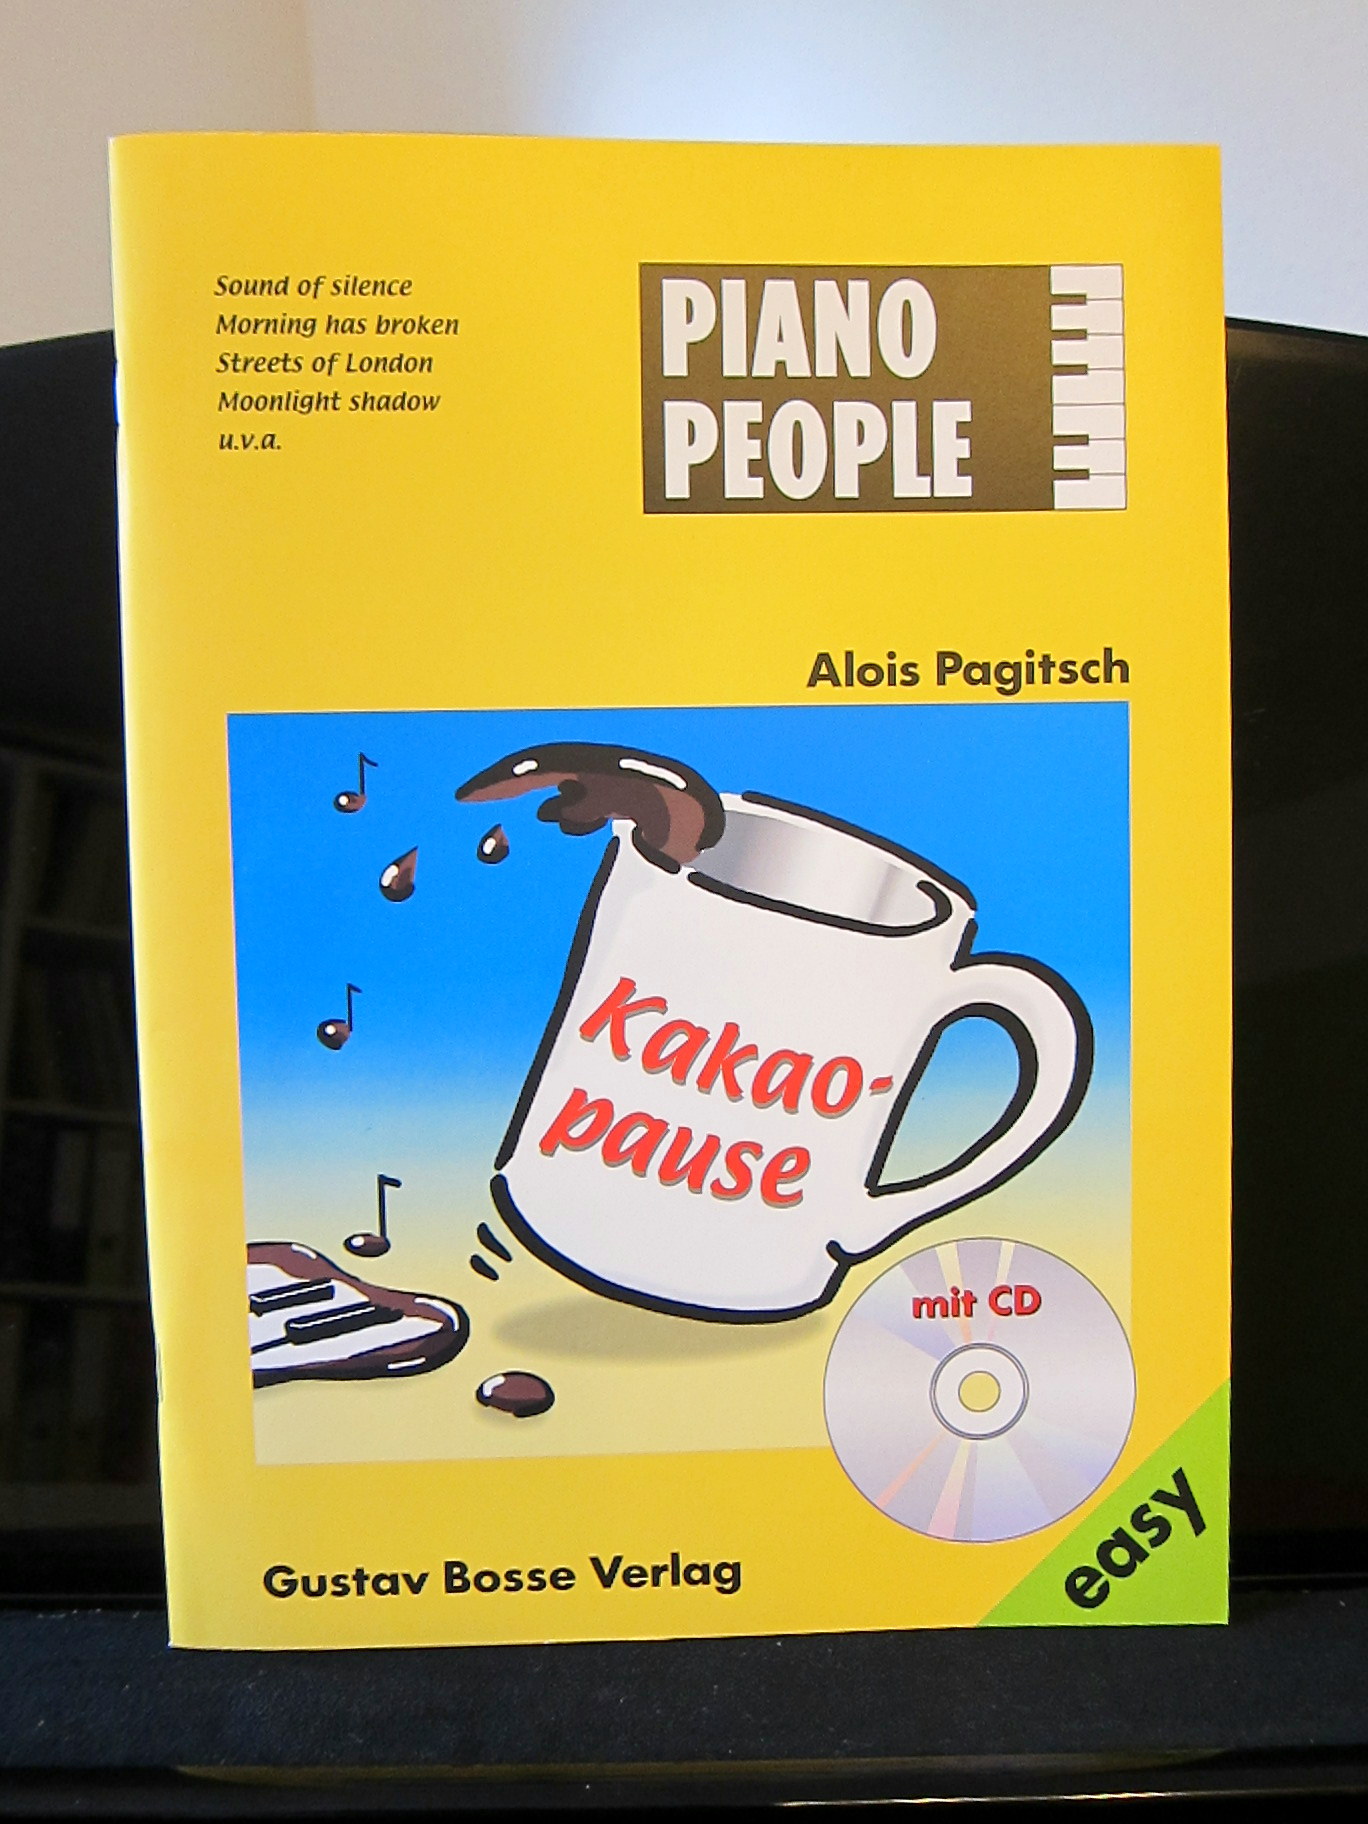 Sound of silence
Morning has broken
Streets of London
Moonlight shadow
u.v.a.
PIANO
PEOPLE
Alois Pagitsch
Kakao-
pause
mit CD
easy
Gustav Bosse Verlag